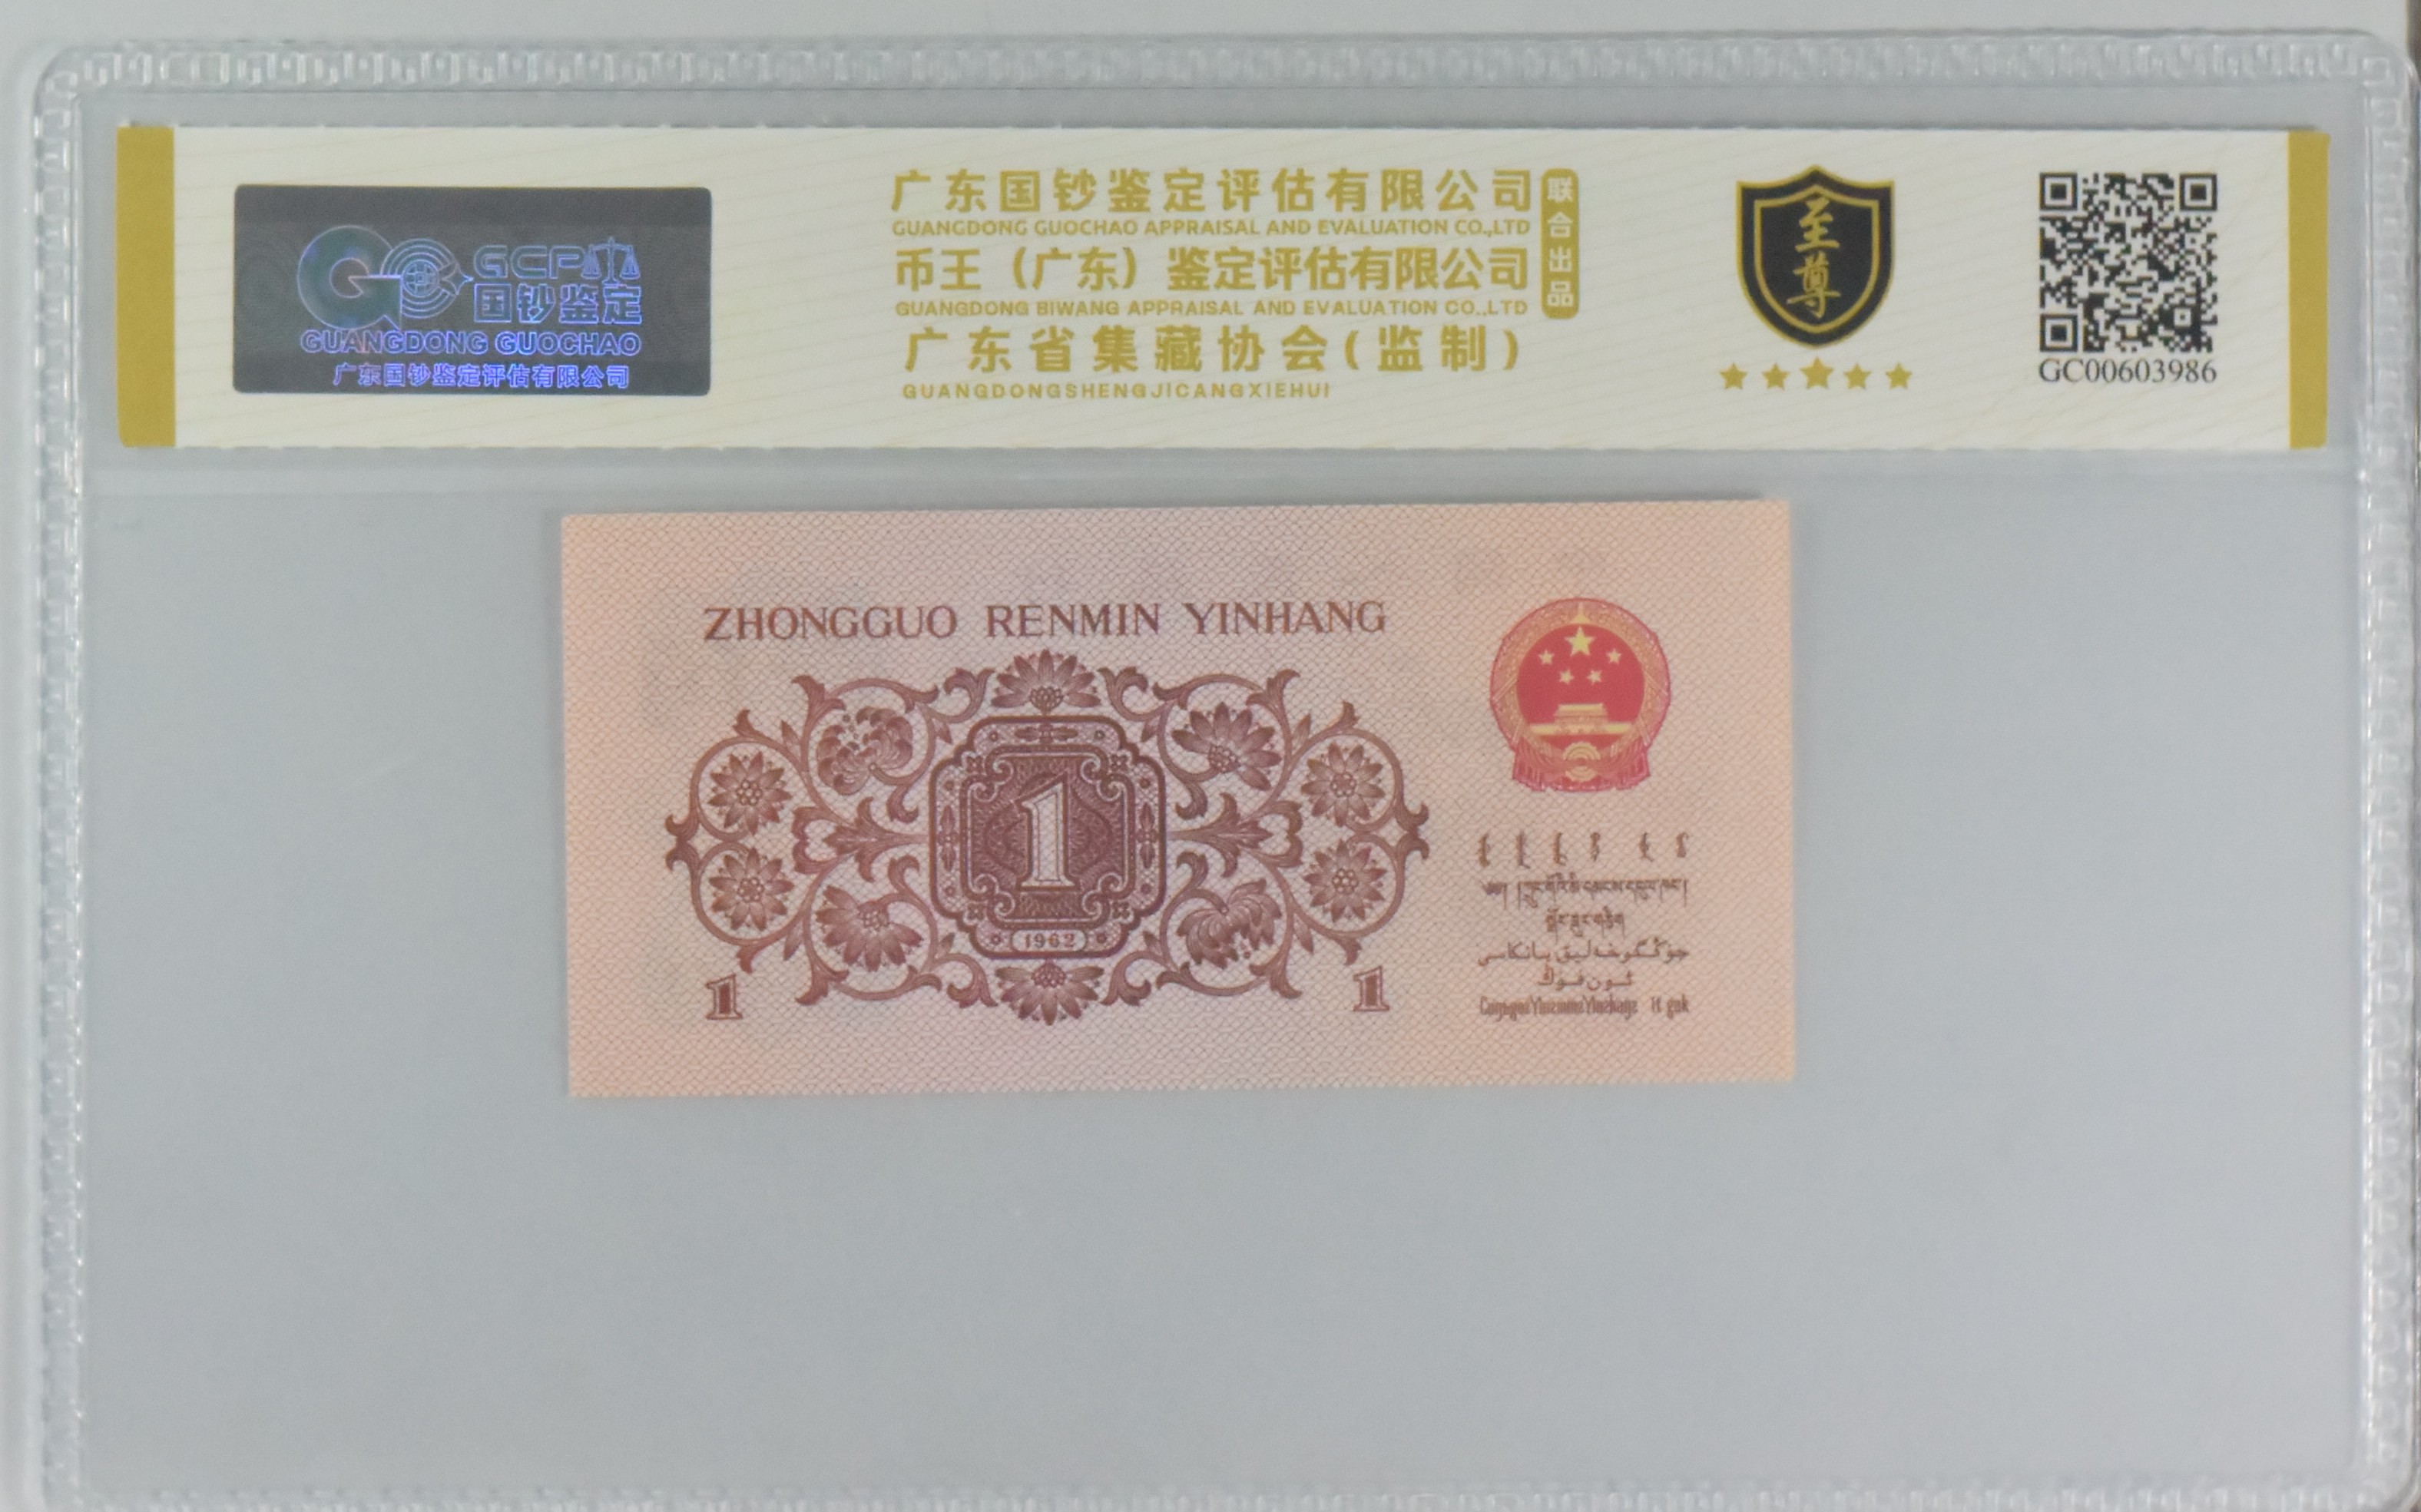 GCP
国钞鉴定
GUANGDONG GUOCHAO
广东国钞鉴定评估有限公司
广东国钞鉴定评估有限公司
GUANGDONG GUOCHAO APPRAISAL AND EVALUATION CO.,LTD
币王（广东）鉴定评估有限公司
GUANGDONG BIWANG APPRAISAL AND EVALUATION CO.,LTD
广东省集藏协会(监制)
GUANGDONGSHENGJICANGXIEHUI
联合出品
至尊
GC00603986
ZHONGGUO RENMIN YINHANG
1
1962
1
1